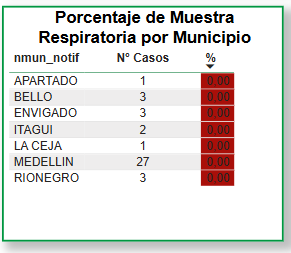 Porcentaje de Muestra
Respiratoria por Municipio
nmun_notif N° Casos %
APARTADO 1 0,00
BELLO 3 0,00
ENVIGADO 3 0,00
ITAGUI 2 0,00
LA CEJA 1 0,00
MEDELLIN 27 0,00
RIONEGRO 3 0,00